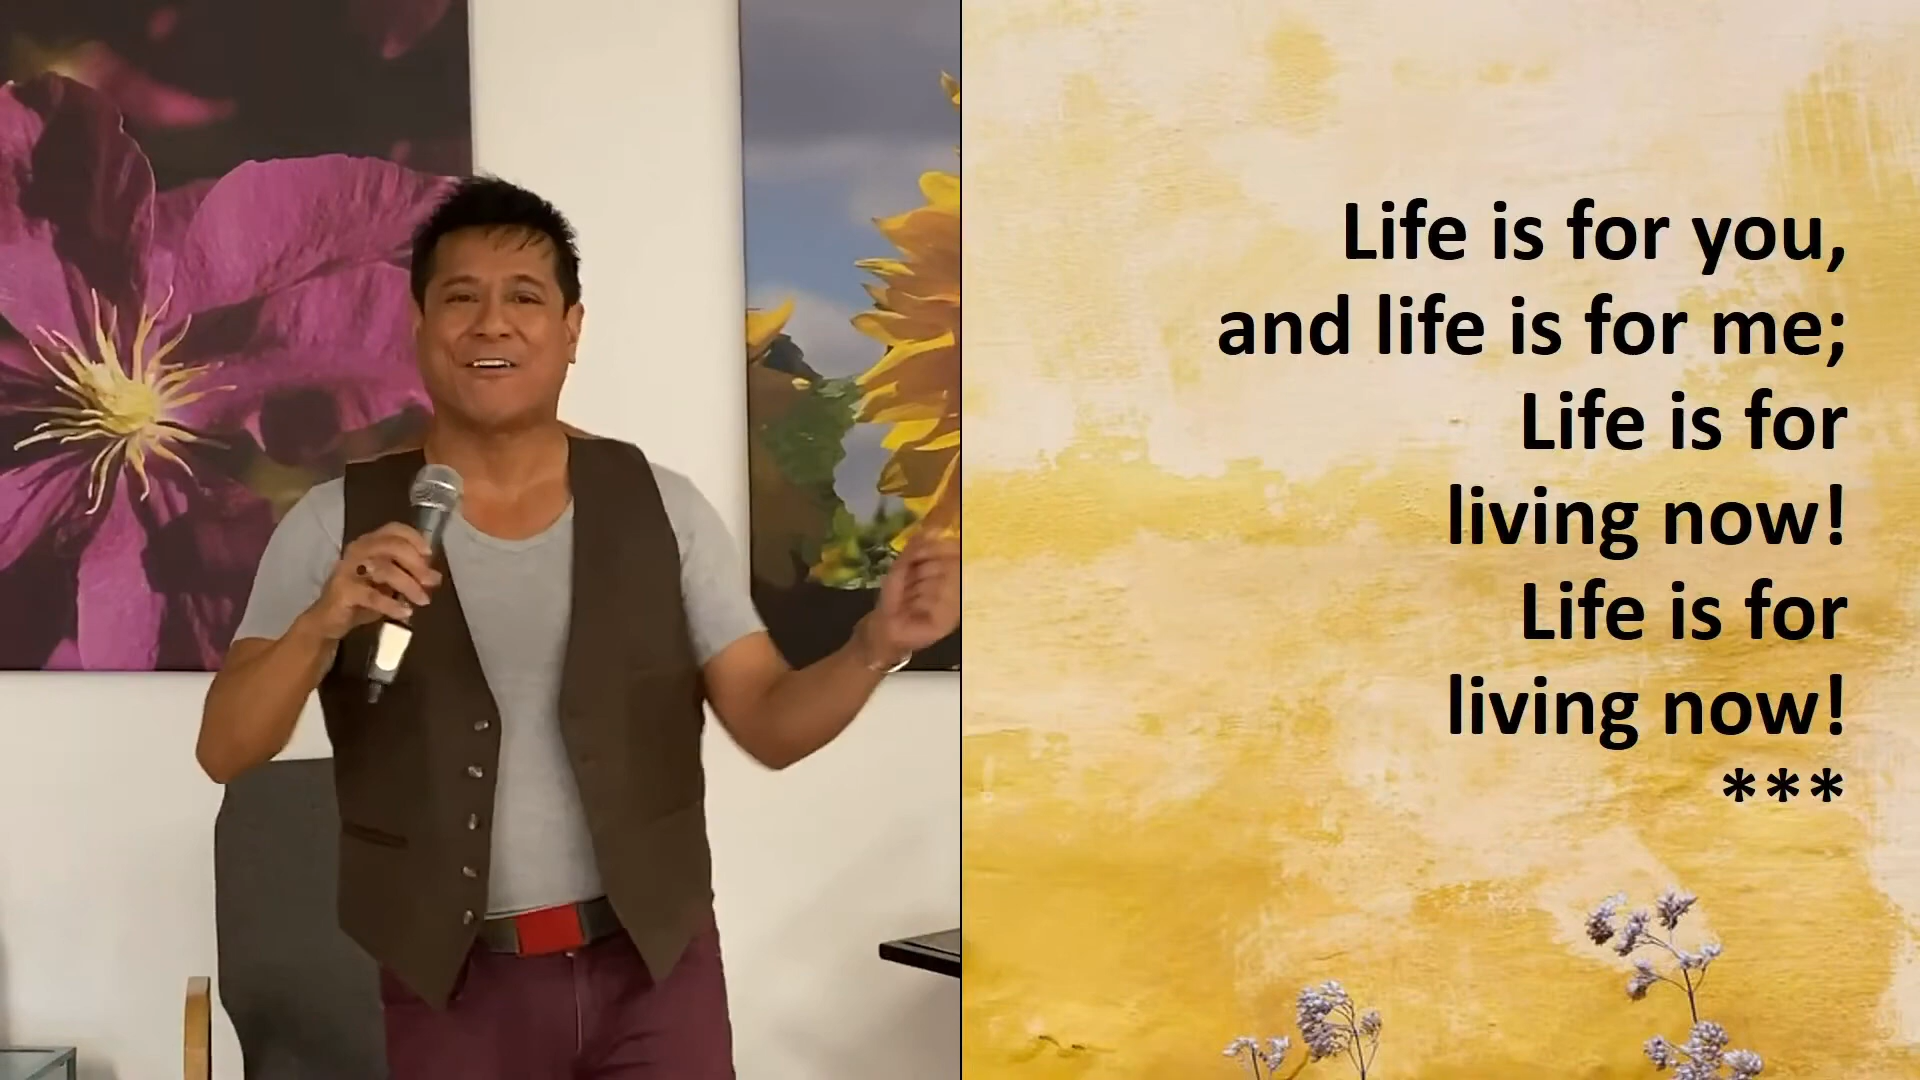 Life is for you,
and life is for me;
Life is for
living now!
Life is for
living now!
***